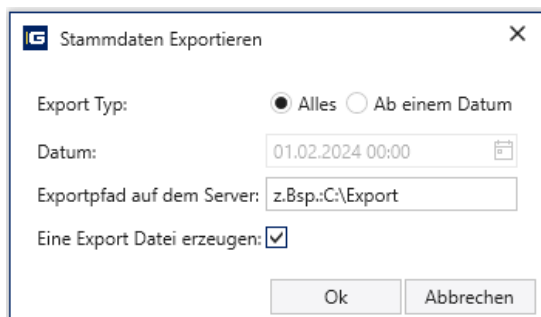 IG Stammdaten Exportieren
Export Typ: Alles Ab einem Datum
Datum: 01.02.2024 00:00
Exportpfad auf dem Server: z.Bsp.:C:\Export
Eine Export Datei erzeugen:
Ok Abbrechen